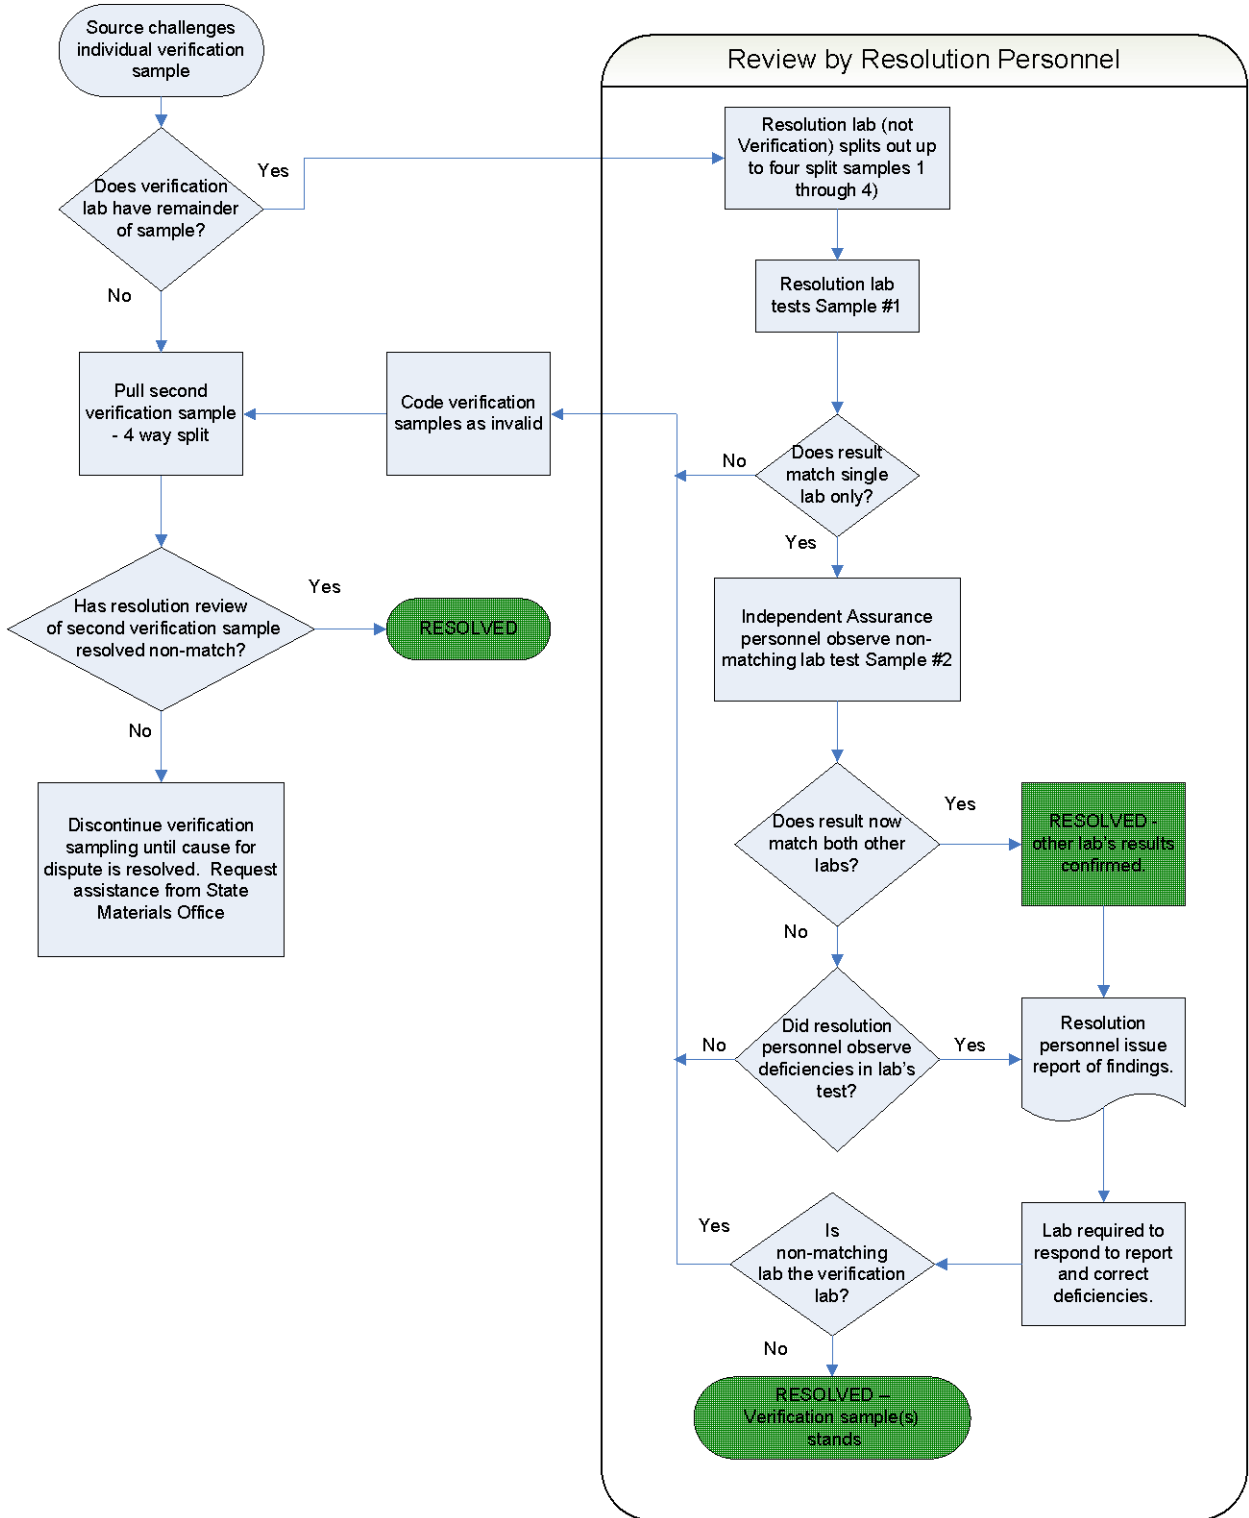 Source challenges
individual verification
sample
Does verification
lab have remainder
of sample?
Yes
No
Pull second
verification sample
- 4 way split
Code verification
samples as invalid
Has resolution review
of second verification sample
resolved non-match?
Yes
RESOLVED
No
Discontinue verification
sampling until cause for
dispute is resolved. Request
assistance from State
Materials Office
Review by Resolution Personnel
Resolution lab (not
Verification) splits out up
to four split samples 1
through 4)
Resolution lab
tests Sample #1
Does result
match single
lab only?
No
Yes
Independent Assurance
personnel observe non-
matching lab test Sample #2
Does result now
match both other
labs?
Yes
RESOLVED -
other lab's results
confirmed.
No
Did resolution
personnel observe
deficiencies in lab's
test?
No
Yes
Resolution
personnel issue
report of findings.
Lab required to
respond to report
and correct
deficiencies.
Is
non-matching
lab the verification
lab?
Yes
No
RESOLVED –
Verification sample(s)
stands